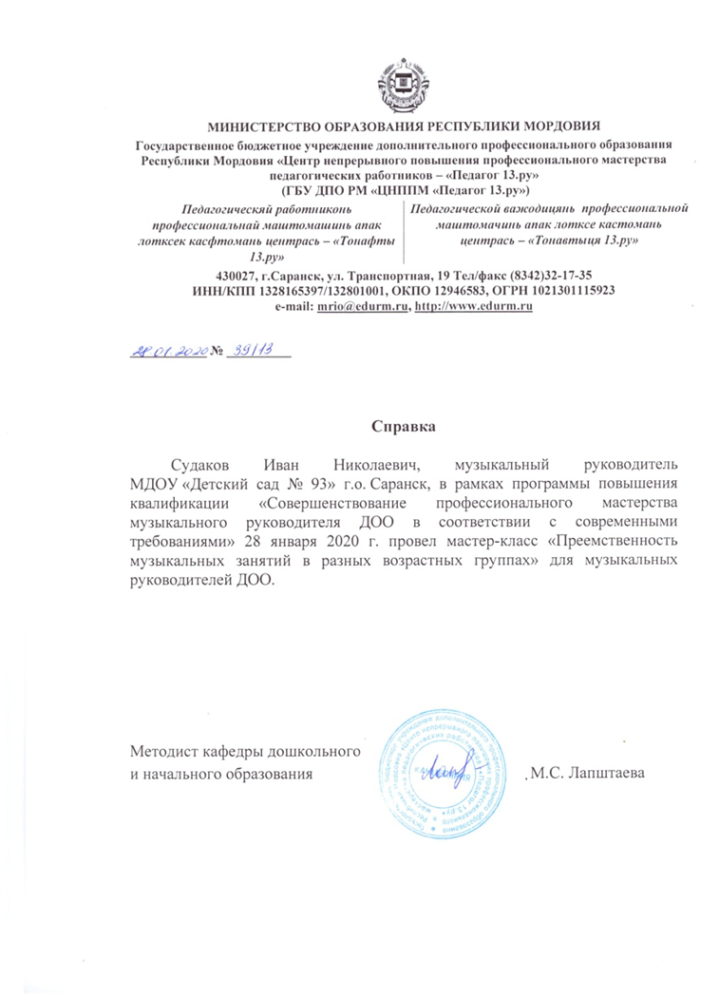 МИНИСТЕРСТВО ОБРАЗОВАНИЯ РЕСПУБЛИКИ МОРДОВИЯ
Государственное бюджетное учреждение дополнительного профессионального образования
Республики Мордовия «Центр непрерывного повышения профессионального мастерства
педагогических работников – «Педагог 13.ру»
(ГБУ ДПО РМ «ЦНППМ «Педагог 13.ру»)
Педагогическяй работниконь
профессиональнай маштомашинь апак
лотксек касфтомань центрась – «Тонафты
13.ру»
Педагогической важодицянь профессиональной
маштомачинь апак лотксе кастомань
центрась – «Тонавтыця 13.ру»
430027, г.Саранск, ул. Транспортная, 19 Тел/факс (8342)32-17-35
ИНН/КПП 1328165397/132801001, ОКПО 12946583, ОГРН 1021301115923
e-mail: mrio@edurm.ru, http://www.edurm.ru
28.01.2020 № 39/13
Справка
Судаков Иван Николаевич, музыкальный руководитель
МДОУ «Детский сад № 93» г.о. Саранск, в рамках программы повышения
квалификации «Совершенствование профессионального мастерства
музыкального руководителя ДОО в соответствии с современными
требованиями» 28 января 2020 г. провел мастер-класс «Преемственность
музыкальных занятий в разных возрастных группах» для музыкальных
руководителей ДОО.
Методист кафедры дошкольного
и начального образования
М.С. Лапштаева